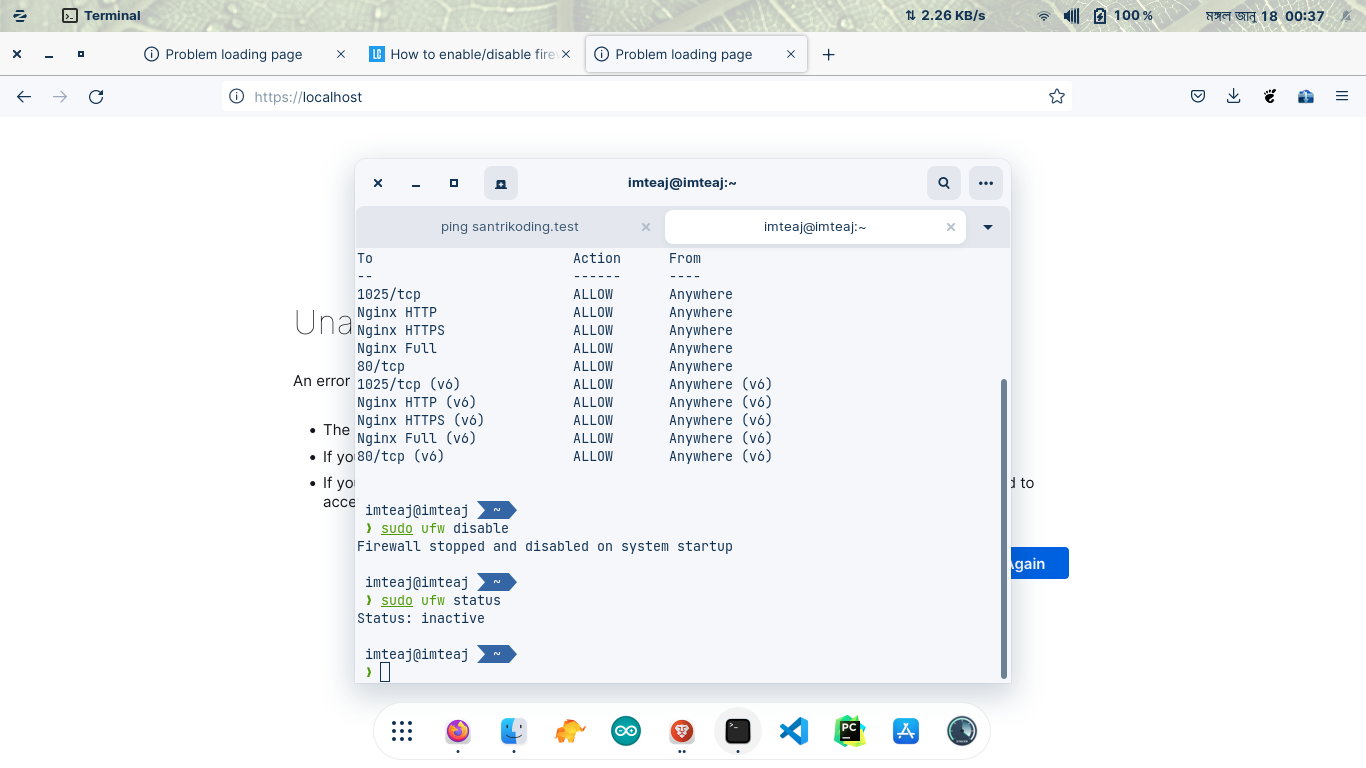 Terminal
2.26 KB/s
100 %
মঙ্গল জানু 18 00:37
Problem loading page
How to enable/disable fire
Problem loading page
https://localhost
imteaj@imteaj:~
ping santrikoding.test
imteaj@imteaj:~
To Action From
-- ------ ----
1025/tcp ALLOW Anywhere
Nginx HTTP ALLOW Anywhere
Nginx HTTPS ALLOW Anywhere
Nginx Full ALLOW Anywhere
80/tcp ALLOW Anywhere
1025/tcp (v6) ALLOW Anywhere (v6)
Nginx HTTP (v6) ALLOW Anywhere (v6)
Nginx HTTPS (v6) ALLOW Anywhere (v6)
Nginx Full (v6) ALLOW Anywhere (v6)
80/tcp (v6) ALLOW Anywhere (v6)
imteaj@imteaj ~
❯ sudo ufw disable
Firewall stopped and disabled on system startup
imteaj@imteaj ~
❯ sudo ufw status
Status: inactive
imteaj@imteaj ~
❯
Una
An error
• The
• If you
• If you d to
acce
Again
PC